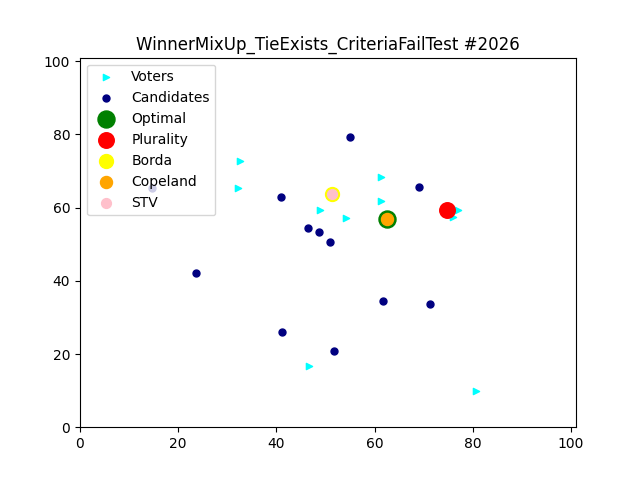 WinnerMixUp_TieExists_CriteriaFailTest #2026
100
80
60
40
20
0
Voters
Candidates
Optimal
Plurality
Borda
Copeland
STV
0 20 40 60 80 100